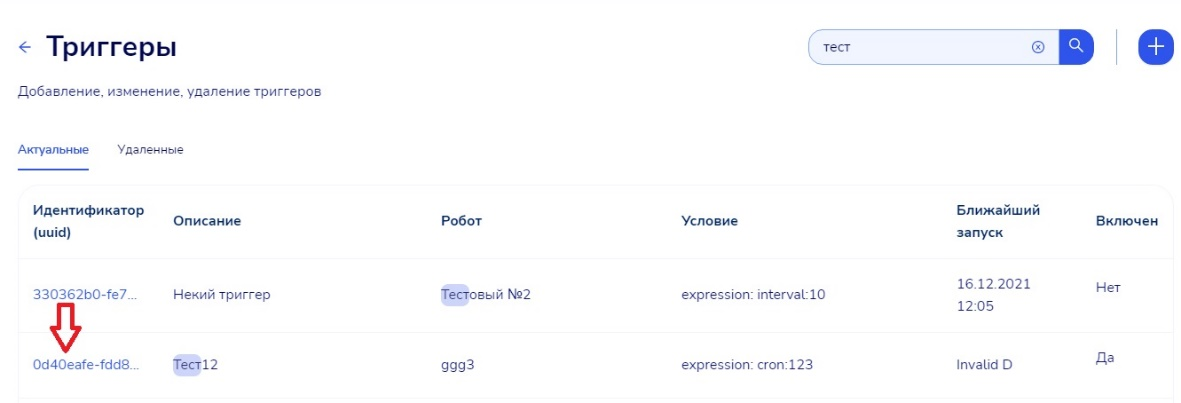 Триггеры
тест
Добавление, изменение, удаление триггеров
Актуальные Удаленные
Идентификатор (uuid) Описание Робот Условие Ближайший запуск Включен
330362b0-fe7... Некий триггер Тестовый №2 expression: interval:10 16.12.2021 12:05 Нет
0d40eafe-fdd8... Тест12 ggg3 expression: cron:123 Invalid D Да